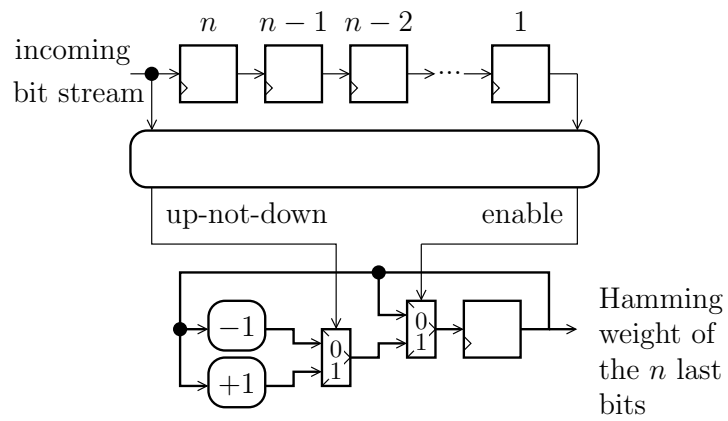 n n − 1 n − 2 1
incoming
bit stream
...
up-not-down enable
−1
+1
0
1
0
1
Hamming
weight of
the n last
bits